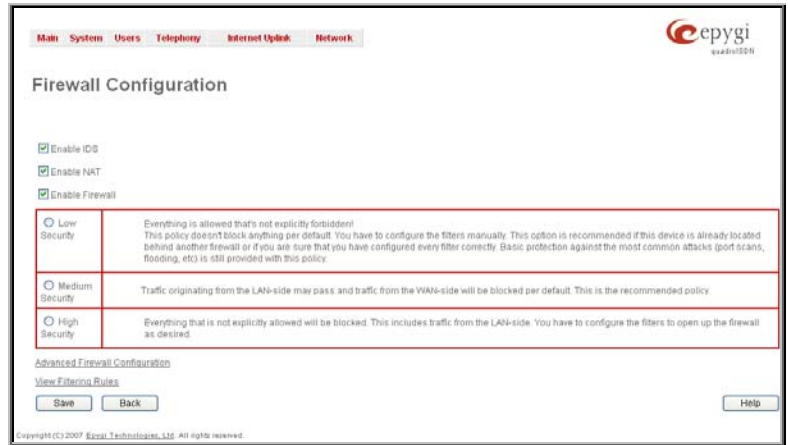 Main System Users Telephony Internet Uplink Network
epygi
quadroISDN
Firewall Configuration
Enable IDS
Enable NAT
Enable Firewall
Low Security
Everything is allowed that's not explicitly forbidden!
This policy doesn't block anything per default. You have to configure the filters manually. This option is recommended if this device is already located
behind another firewall or if you are sure that you have configured every filter correctly. Basic protection against the most common attacks (port scans,
flooding, etc) is still provided with this policy.
Medium Security
Traffic originating from the LAN-side may pass and traffic from the WAN-side will be blocked per default. This is the recommended policy.
High Security
Everything that is not explicitly allowed will be blocked. This includes traffic from the LAN-side. You have to configure the filters to open up the firewall
as desired.
Advanced Firewall Configuration
View Filtering Rules
Save Back Help
Copyright (C) 2007 Epygi Technologies, Ltd. All rights reserved.